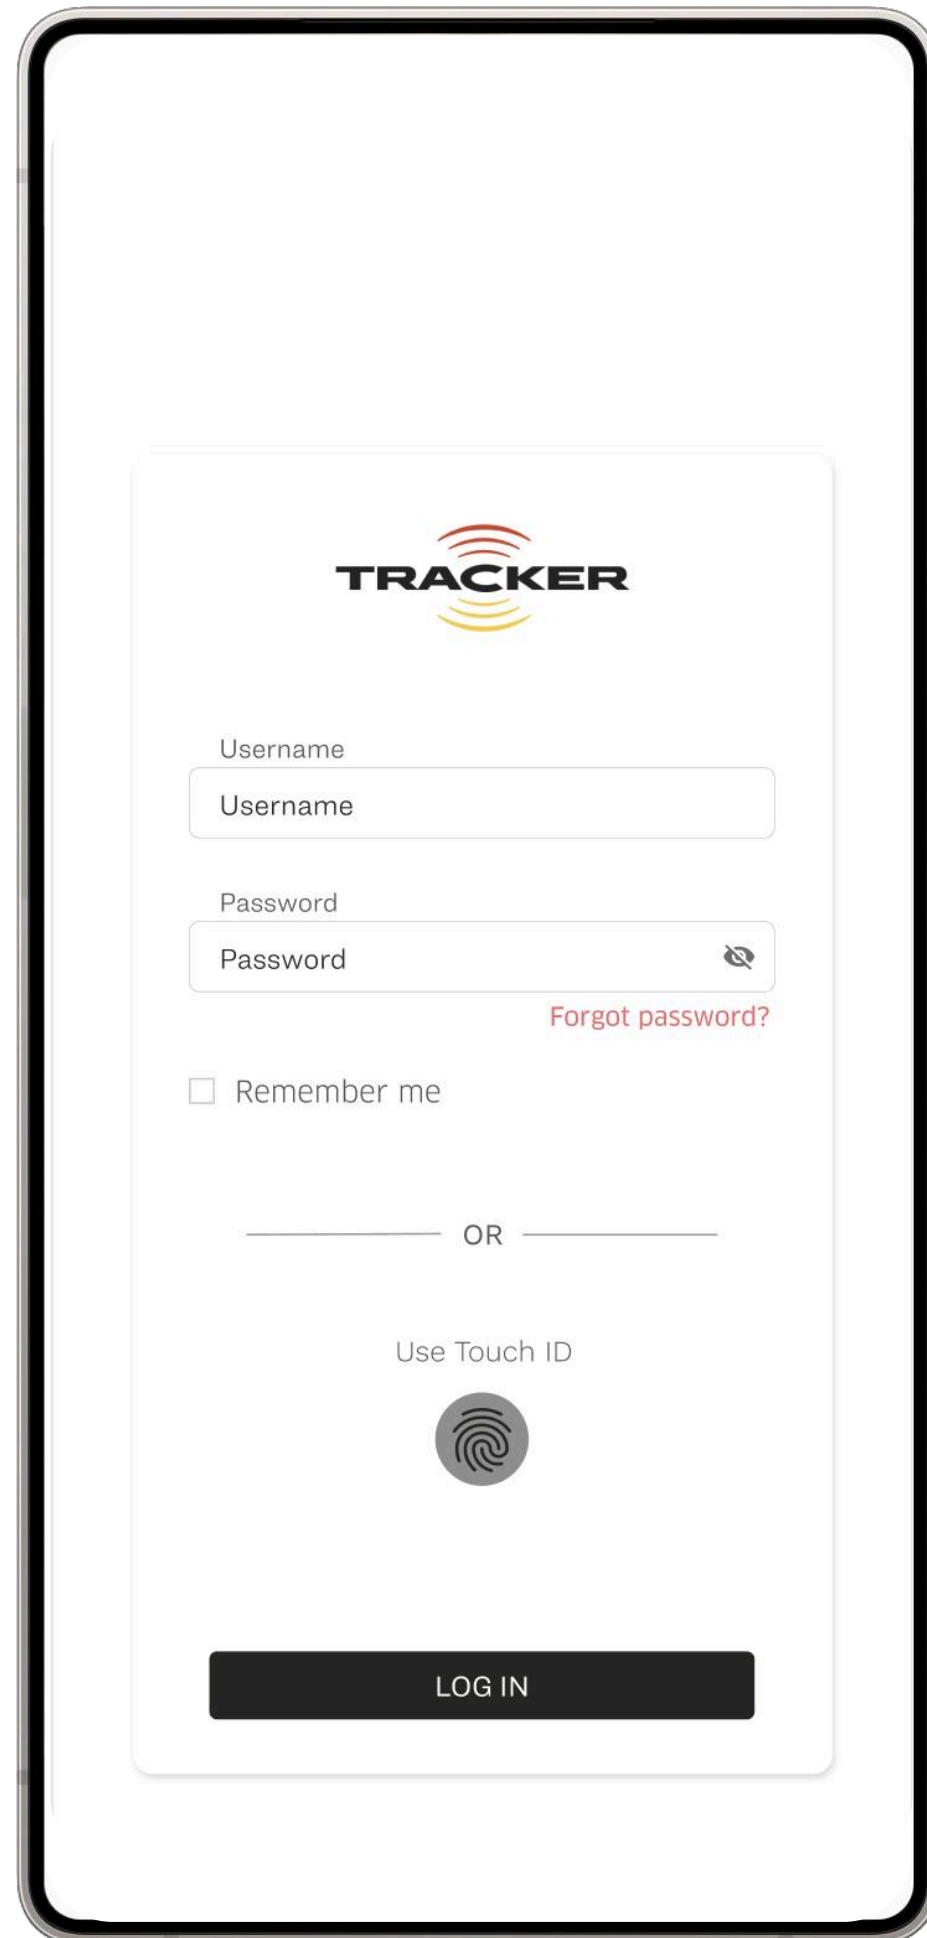 TRACKER
Username
Username
Password
Password
Forgot password?
Remember me
OR
Use Touch ID
LOG IN